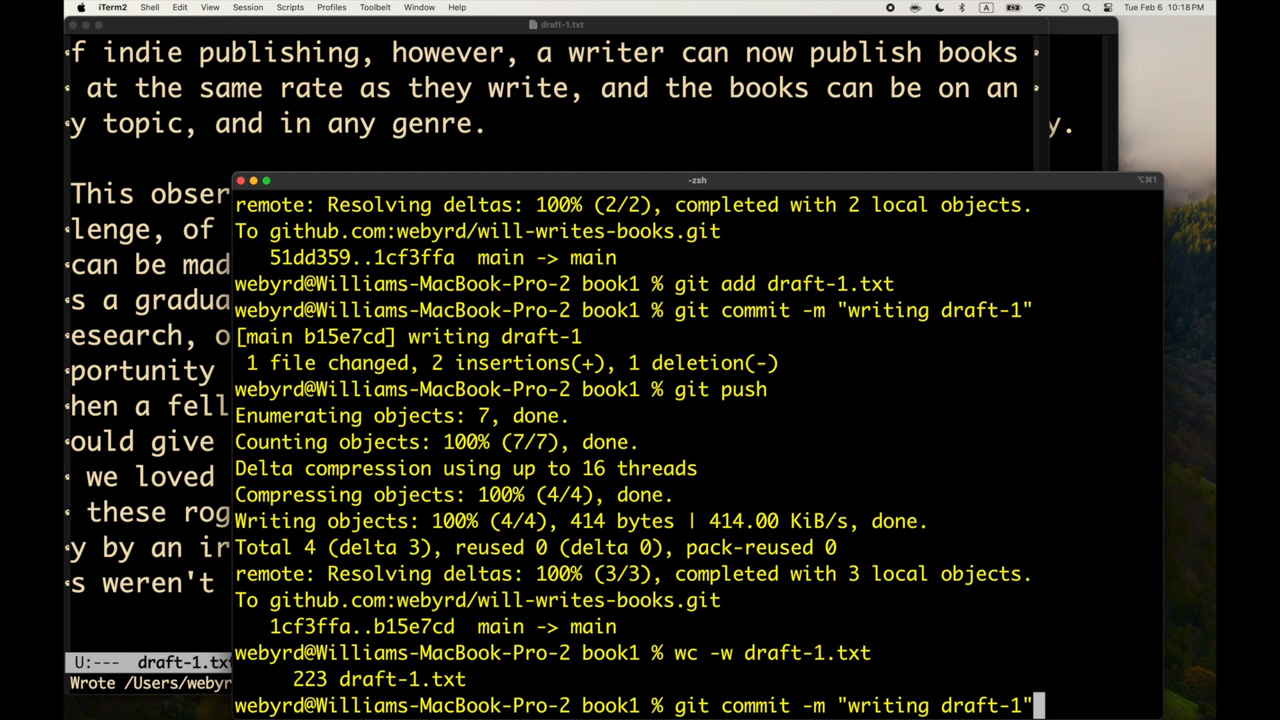 iTerm2 Shell Edit View Session Scripts Profiles Toolbelt Window Help A Tue Feb 6 10:18 PM
draft-1.txt
f indie publishing, however, a writer can now publish books
at the same rate as they write, and the books can be on an
y topic, and in any genre.
y.
This obser
lenge, of
can be mad
s a gradua
esearch, o
portunity
hen a fell
ould give
we loved
these rog
y by an ir
s weren't
U:--- draft-1.tx
Wrote /Users/weby
-zsh
⌥⌘1
remote: Resolving deltas: 100% (2/2), completed with 2 local objects.
To github.com:webyrd/will-writes-books.git
51dd359..1cf3ffa main -> main
webyrd@Williams-MacBook-Pro-2 book1 % git add draft-1.txt
webyrd@Williams-MacBook-Pro-2 book1 % git commit -m "writing draft-1"
[main b15e7cd] writing draft-1
1 file changed, 2 insertions(+), 1 deletion(-)
webyrd@Williams-MacBook-Pro-2 book1 % git push
Enumerating objects: 7, done.
Counting objects: 100% (7/7), done.
Delta compression using up to 16 threads
Compressing objects: 100% (4/4), done.
Writing objects: 100% (4/4), 414 bytes | 414.00 KiB/s, done.
Total 4 (delta 3), reused 0 (delta 0), pack-reused 0
remote: Resolving deltas: 100% (3/3), completed with 3 local objects.
To github.com:webyrd/will-writes-books.git
1cf3ffa..b15e7cd main -> main
webyrd@Williams-MacBook-Pro-2 book1 % wc -w draft-1.txt
223 draft-1.txt
webyrd@Williams-MacBook-Pro-2 book1 % git commit -m "writing draft-1"